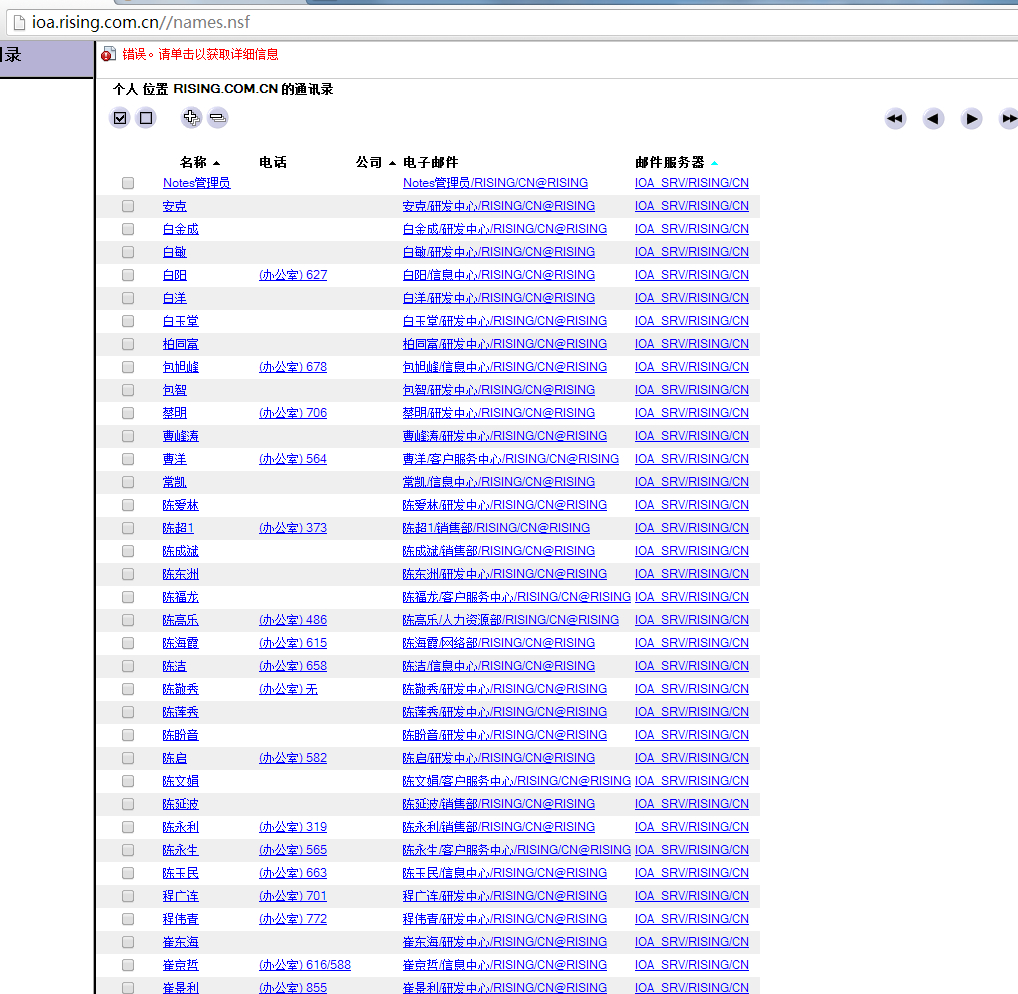 ioa.rising.com.cn//names.nsf
录
错误。请单击以获取详细信息
个人 位置 RISING.COM.CN 的通讯录
名称 电话 公司 电子邮件 邮件服务器
Notes管理员 Notes管理员/RISING/CN@RISING IOA_SRV/RISING/CN
安克 安克/研发中心/RISING/CN@RISING IOA_SRV/RISING/CN
白金成 白金成/研发中心/RISING/CN@RISING IOA_SRV/RISING/CN
白敏 白敏/研发中心/RISING/CN@RISING IOA_SRV/RISING/CN
白阳 (办公室) 627 白阳/信息中心/RISING/CN@RISING IOA_SRV/RISING/CN
白洋 白洋/研发中心/RISING/CN@RISING IOA_SRV/RISING/CN
白玉堂 白玉堂/研发中心/RISING/CN@RISING IOA_SRV/RISING/CN
柏同富 柏同富/研发中心/RISING/CN@RISING IOA_SRV/RISING/CN
包旭峰 (办公室) 678 包旭峰/信息中心/RISING/CN@RISING IOA_SRV/RISING/CN
包智 包智/研发中心/RISING/CN@RISING IOA_SRV/RISING/CN
蔡明 (办公室) 706 蔡明/研发中心/RISING/CN@RISING IOA_SRV/RISING/CN
曹峰涛 曹峰涛/研发中心/RISING/CN@RISING IOA_SRV/RISING/CN
曹洋 (办公室) 564 曹洋/客户服务中心/RISING/CN@RISING IOA_SRV/RISING/CN
常凯 常凯/信息中心/RISING/CN@RISING IOA_SRV/RISING/CN
陈爱林 陈爱林/研发中心/RISING/CN@RISING IOA_SRV/RISING/CN
陈超1 (办公室) 373 陈超1/销售部/RISING/CN@RISING IOA_SRV/RISING/CN
陈成斌 陈成斌/销售部/RISING/CN@RISING IOA_SRV/RISING/CN
陈东洲 陈东洲/研发中心/RISING/CN@RISING IOA_SRV/RISING/CN
陈福龙 陈福龙/客户服务中心/RISING/CN@RISING IOA_SRV/RISING/CN
陈高乐 (办公室) 486 陈高乐/人力资源部/RISING/CN@RISING IOA_SRV/RISING/CN
陈海霞 (办公室) 615 陈海霞/网络部/RISING/CN@RISING IOA_SRV/RISING/CN
陈洁 (办公室) 658 陈洁/信息中心/RISING/CN@RISING IOA_SRV/RISING/CN
陈敬秀 (办公室) 无 陈敬秀/研发中心/RISING/CN@RISING IOA_SRV/RISING/CN
陈莲秀 陈莲秀/研发中心/RISING/CN@RISING IOA_SRV/RISING/CN
陈盼音 陈盼音/研发中心/RISING/CN@RISING IOA_SRV/RISING/CN
陈启 (办公室) 582 陈启/研发中心/RISING/CN@RISING IOA_SRV/RISING/CN
陈文娟 陈文娟/客户服务中心/RISING/CN@RISING IOA_SRV/RISING/CN
陈延波 陈延波/销售部/RISING/CN@RISING IOA_SRV/RISING/CN
陈永利 (办公室) 319 陈永利/销售部/RISING/CN@RISING IOA_SRV/RISING/CN
陈永生 (办公室) 565 陈永生/客户服务中心/RISING/CN@RISING IOA_SRV/RISING/CN
陈玉民 (办公室) 663 陈玉民/信息中心/RISING/CN@RISING IOA_SRV/RISING/CN
程广连 (办公室) 701 程广连/研发中心/RISING/CN@RISING IOA_SRV/RISING/CN
程伟青 (办公室) 772 程伟青/研发中心/RISING/CN@RISING IOA_SRV/RISING/CN
崔东海 崔东海/研发中心/RISING/CN@RISING IOA_SRV/RISING/CN
崔京哲 (办公室) 616/588 崔京哲/信息中心/RISING/CN@RISING IOA_SRV/RISING/CN
崔景利 (办公室) 855 崔景利/研发中心/RISING/CN@RISING IOA_SRV/RISING/CN